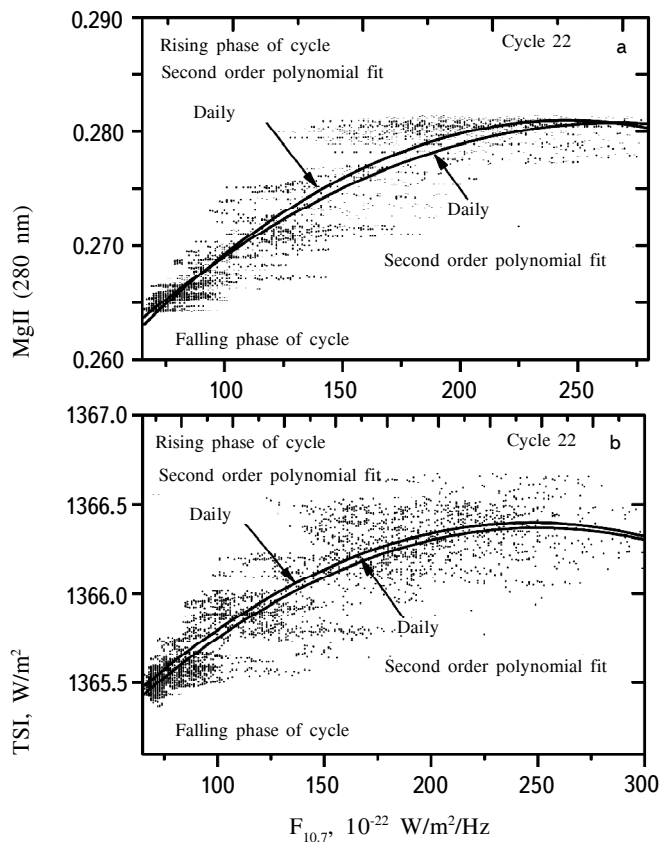 0.290
Rising phase of cycle
Cycle 22
a
Second order polynomial fit
Daily
0.280
Daily
MgII (280 nm)
0.270
Second order polynomial fit
Falling phase of cycle
0.260
100 150 200 250
1367.0
Rising phase of cycle
Cycle 22
b
Second order polynomial fit
1366.5
Daily
TSI, W/m²
1366.0
Daily
Second order polynomial fit
1365.5
Falling phase of cycle
100 150 200 250 300
F10.7, 10⁻²² W/m²/Hz